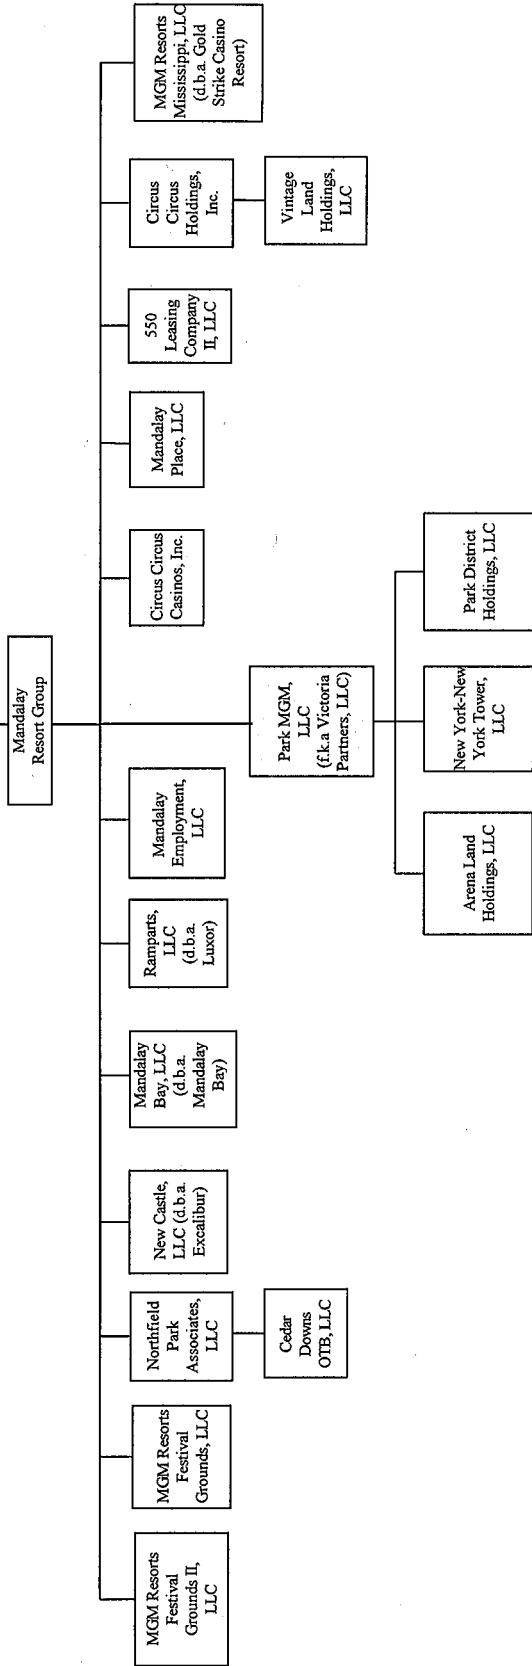 Mandalay
Resort Group
MGM Resorts
Festival
Grounds II,
LLC
MGM Resorts
Festival
Grounds, LLC
Northfield
Park
Associates,
LLC
New Castle,
LLC (d.b.a.
Excalibur)
Mandalay
Bay, LLC
(d.b.a.
Mandalay
Bay)
Ramparts,
LLC
(d.b.a.
Luxor)
Mandalay
Employment,
LLC
Circus Circus
Casinos, Inc.
Mandalay
Place, LLC
550
Leasing
Company
II, LLC
Circus
Circus
Holdings,
Inc.
MGM Resorts
Mississippi, LLC
(d.b.a. Gold
Strike Casino
Resort)
Cedar
Downs
OTB, LLC
Park MGM,
LLC
(f.k.a Victoria
Partners, LLC)
Vintage
Land
Holdings,
LLC
Arena Land
Holdings, LLC
New York-New
York Tower,
LLC
Park District
Holdings, LLC